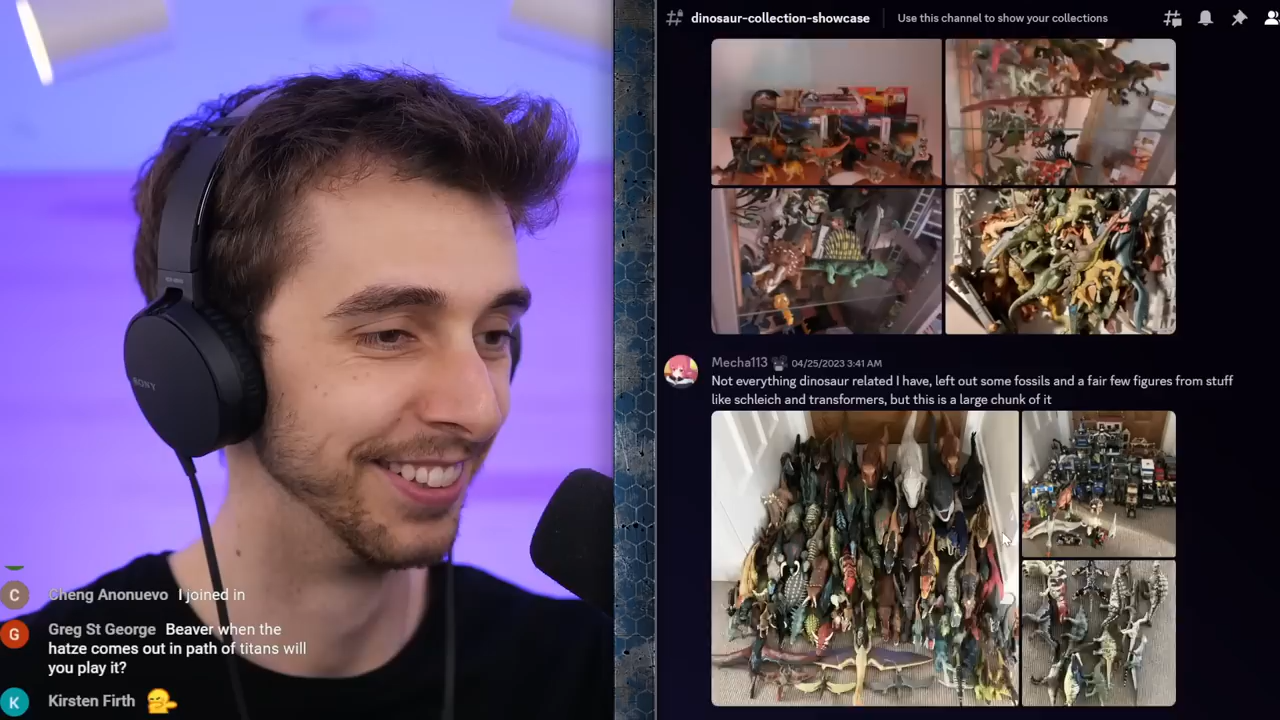 dinosaur-collection-showcase
Use this channel to show your collections
Mecha113
04/25/2023 3:41 AM
Not everything dinosaur related I have, left out some fossils and a fair few figures from stuff
like schleich and transformers, but this is a large chunk of it
SONY
C
Cheng Anonuevo I joined in
G
Greg St George Beaver when the
hatze comes out in path of titans will
you play it?
K
Kirsten Firth